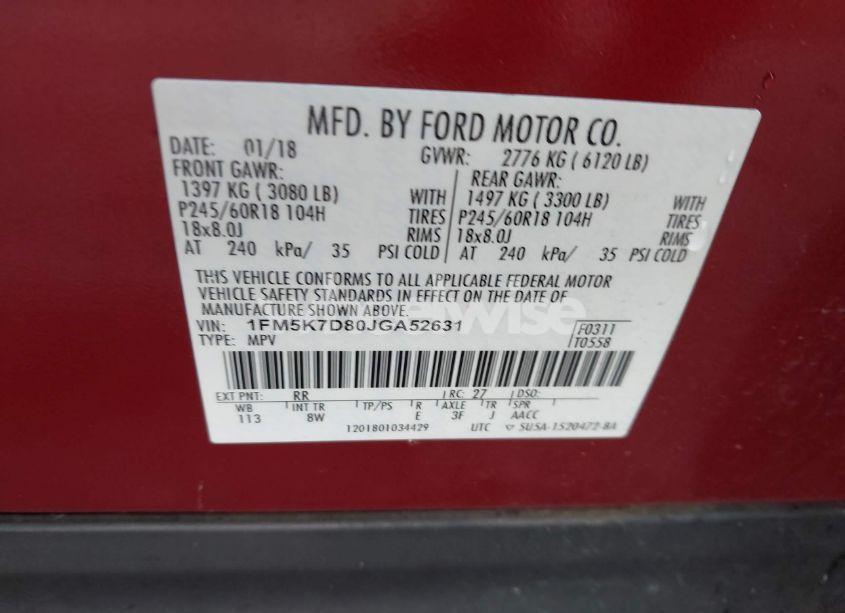 MFD. BY FORD MOTOR CO.
DATE: 01/18 GVWR: 2776 KG ( 6120 LB)
FRONT GAWR: REAR GAWR:
1397 KG ( 3080 LB) WITH 1497 KG ( 3300 LB) WITH
P245/60R18 104H TIRES P245/60R18 104H TIRES
18x8.0J RIMS 18x8.0J RIMS
AT 240 kPa/ 35 PSI COLD AT 240 kPa/ 35 PSI COLD
THIS VEHICLE CONFORMS TO ALL APPLICABLE FEDERAL MOTOR
VEHICLE SAFETY STANDARDS IN EFFECT ON THE DATE OF
MANUFACTURE SHOWN ABOVE.
VIN: 1FM5K7D80JGA52631 F0311
TYPE: MPV T0558
EXT PNT: RR RC: 27 DSO:
WB INT TR TP/PS R AXLE TR SPR
113 8W E 3F J AACC
1201801034429 UTC ▽ 5U5A-1520472-BA